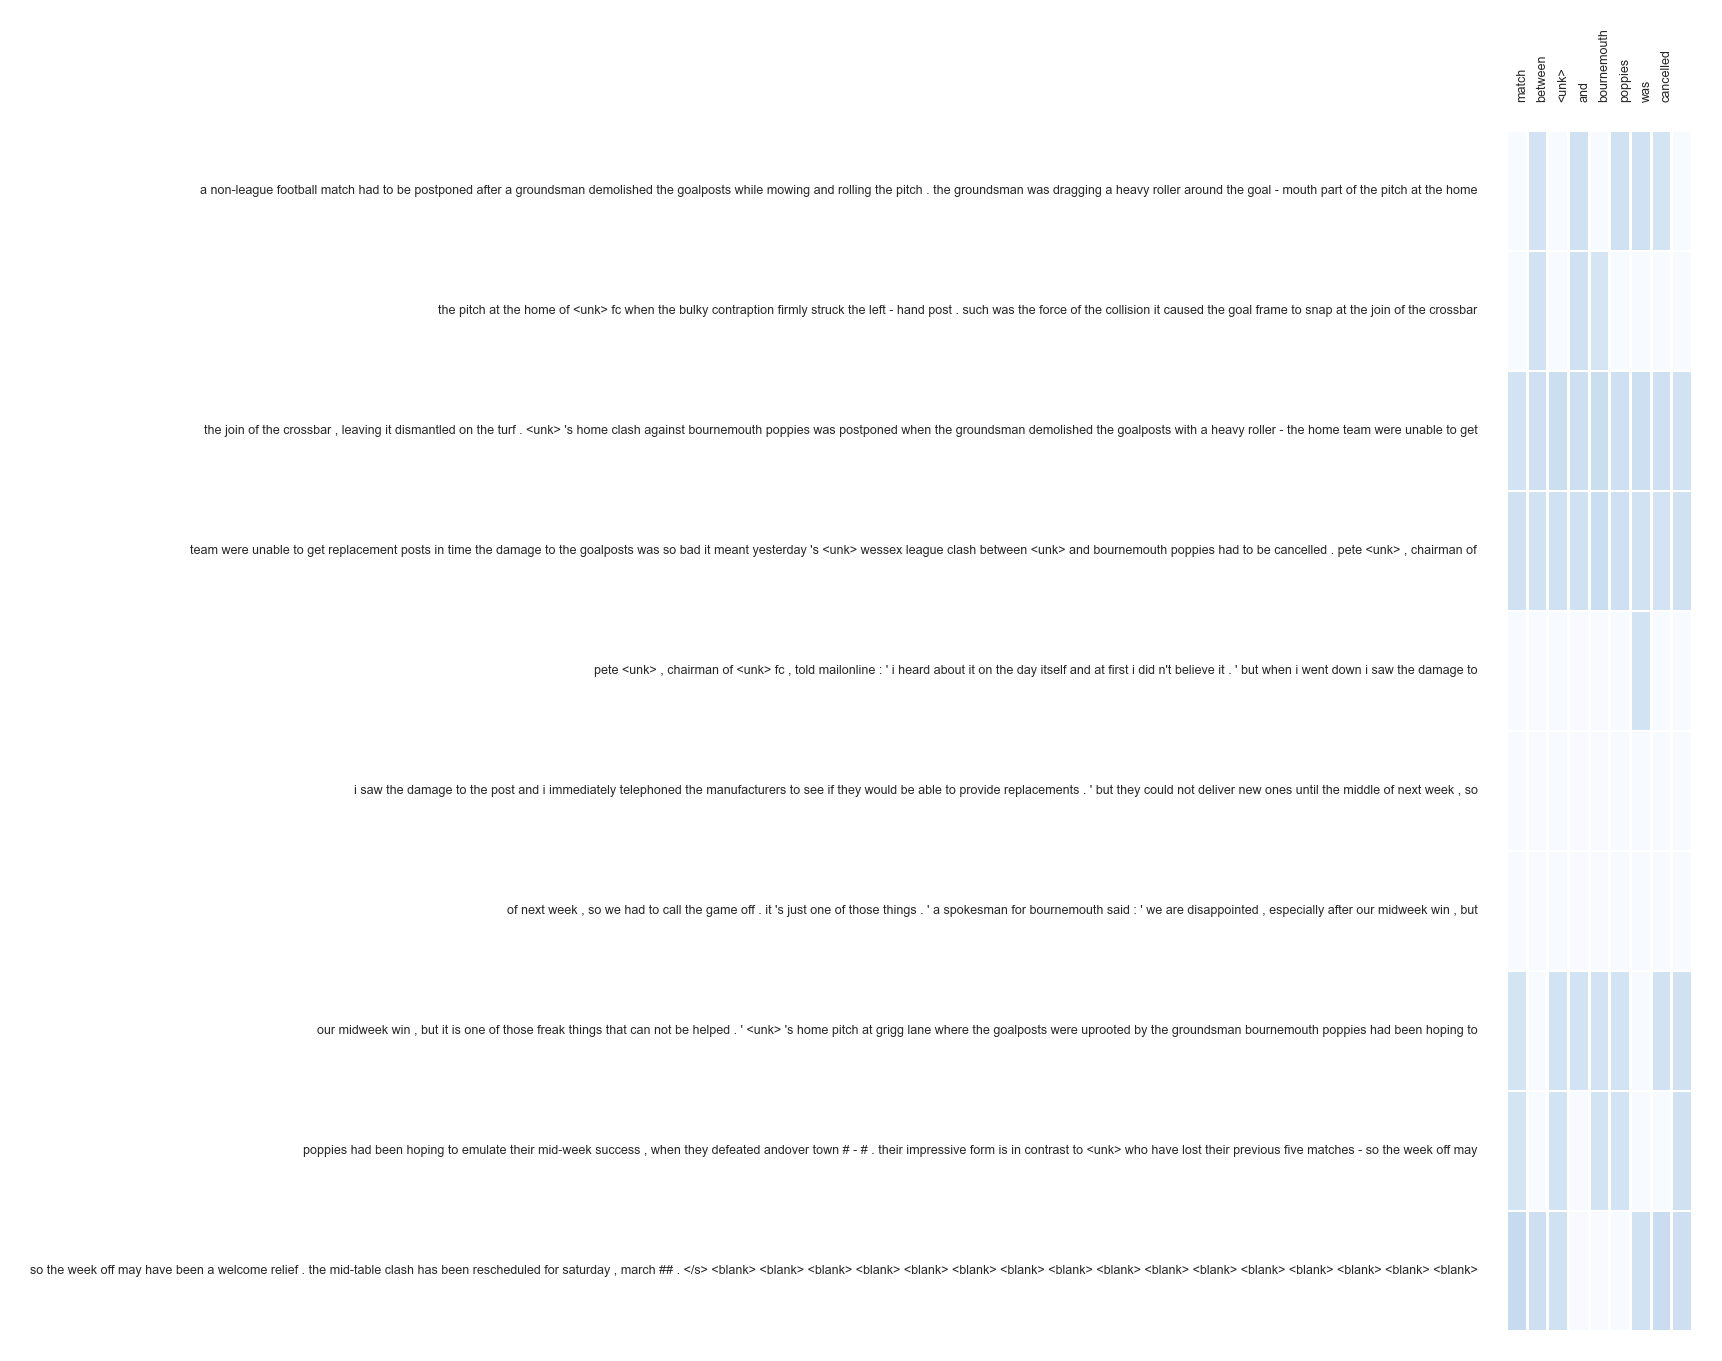 match
between
<unk>
and
bournemouth
poppies
was
cancelled
a non-league football match had to be postponed after a groundsman demolished the goalposts while mowing and rolling the pitch . the groundsman was dragging a heavy roller around the goal - mouth part of the pitch at the home
the pitch at the home of <unk> fc when the bulky contraption firmly struck the left - hand post . such was the force of the collision it caused the goal frame to snap at the join of the crossbar
the join of the crossbar , leaving it dismantled on the turf . <unk> 's home clash against bournemouth poppies was postponed when the groundsman demolished the goalposts with a heavy roller - the home team were unable to get
team were unable to get replacement posts in time the damage to the goalposts was so bad it meant yesterday 's <unk> wessex league clash between <unk> and bournemouth poppies had to be cancelled . pete <unk> , chairman of
pete <unk> , chairman of <unk> fc , told mailonline : ' i heard about it on the day itself and at first i did n't believe it . ' but when i went down i saw the damage to
i saw the damage to the post and i immediately telephoned the manufacturers to see if they would be able to provide replacements . ' but they could not deliver new ones until the middle of next week , so
of next week , so we had to call the game off . it 's just one of those things . ' a spokesman for bournemouth said : ' we are disappointed , especially after our midweek win , but
our midweek win , but it is one of those freak things that can not be helped . ' <unk> 's home pitch at grigg lane where the goalposts were uprooted by the groundsman bournemouth poppies had been hoping to
poppies had been hoping to emulate their mid-week success , when they defeated andover town # - # . their impressive form is in contrast to <unk> who have lost their previous five matches - so the week off may
so the week off may have been a welcome relief . the mid-table clash has been rescheduled for saturday , march ## . </s> <blank> <blank> <blank> <blank> <blank> <blank> <blank> <blank> <blank> <blank> <blank> <blank> <blank> <blank> <blank> <blank>